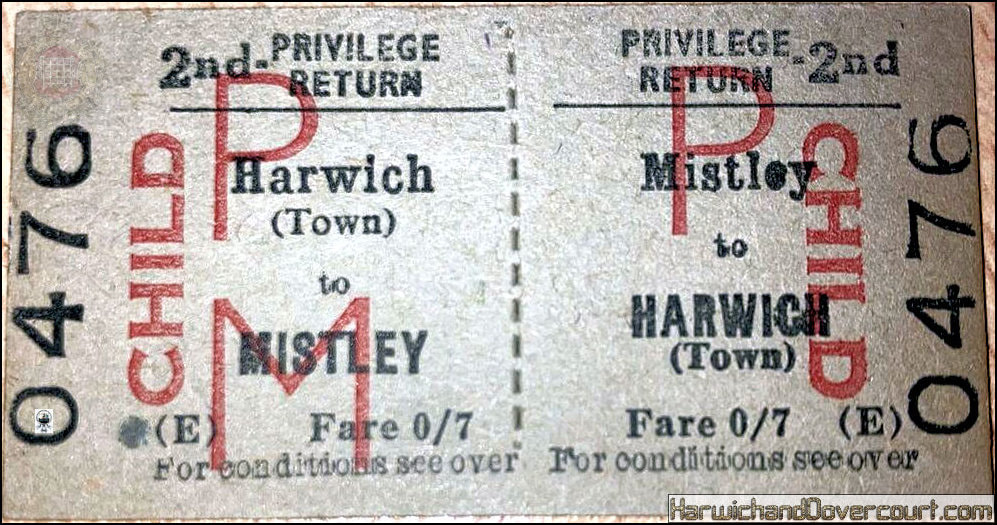 0476
CHILD
2nd-PRIVILEGE
RETURN
P
Harwich
(Town)
to
M
MISTLEY
(E) Fare 0/7
For conditions see over
PRIVILEGE-2nd
RETURN
P
Mistley
to
HARWICH
(Town)
Fare 0/7 (E)
For conditions see over
CHILD
0476
HarwichandDovercourt.com